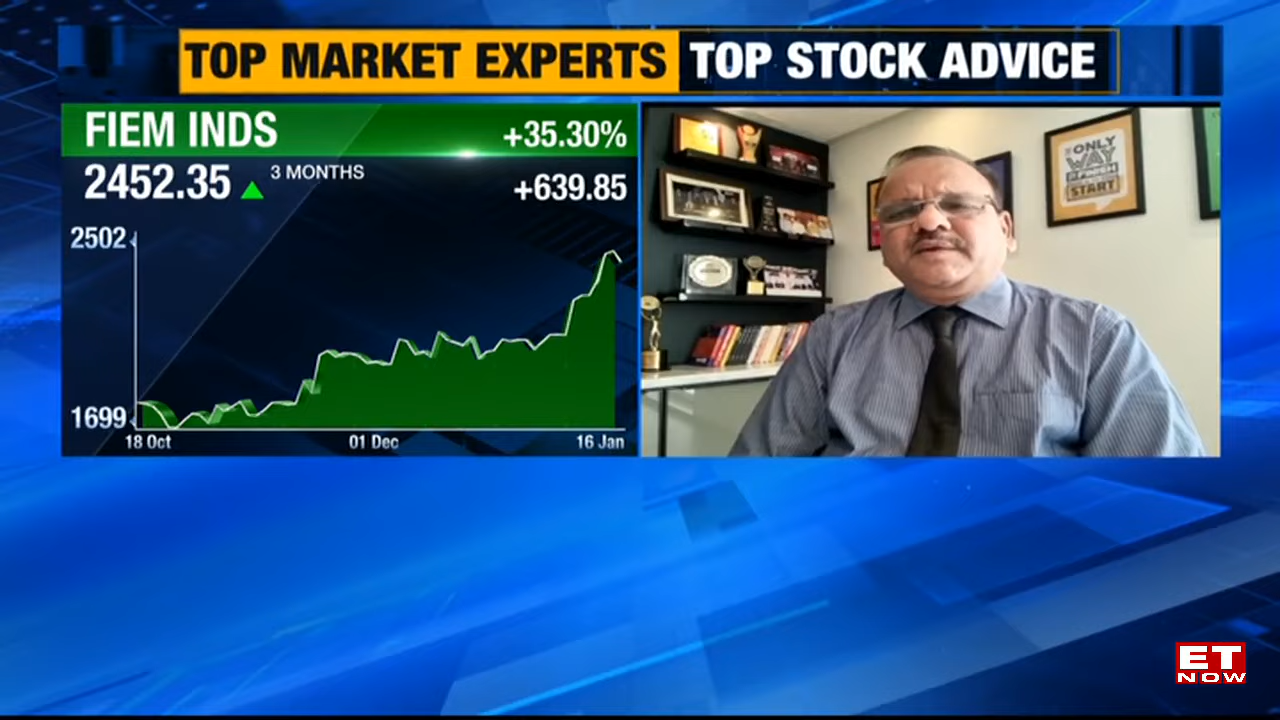 TOP MARKET EXPERTS TOP STOCK ADVICE
FIEM INDS +35.30%
2452.35 3 MONTHS +639.85
2502
1699
18 Oct 01 Dec 16 Jan
ONLY
WAY
FINISH
START
ET
NOW